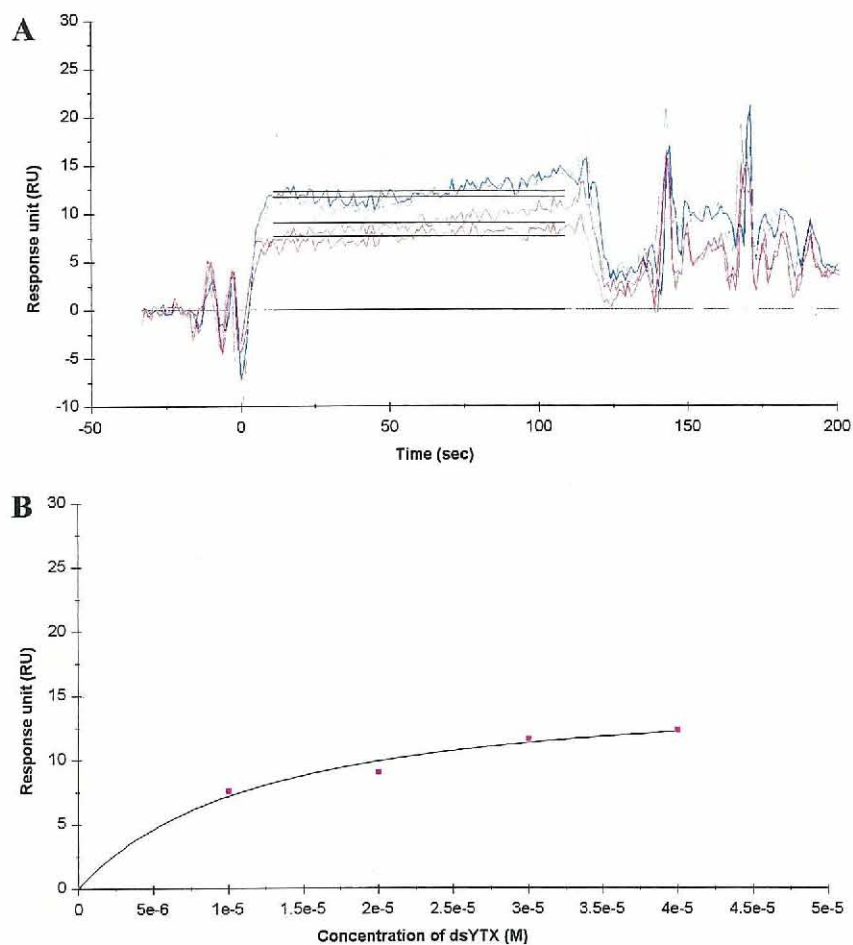 A
30
25
20
15
10
5
0
-5
-10
Response unit (RU)
-50
0
50
100
150
200
Time (sec)
B
30
25
20
15
10
5
0
Response unit (RU)
0
5e-6
1e-5
1.5e-5
2e-5
2.5e-5
3e-5
3.5e-5
4e-5
4.5e-5
5e-5
Concentration of dsYTX (M)